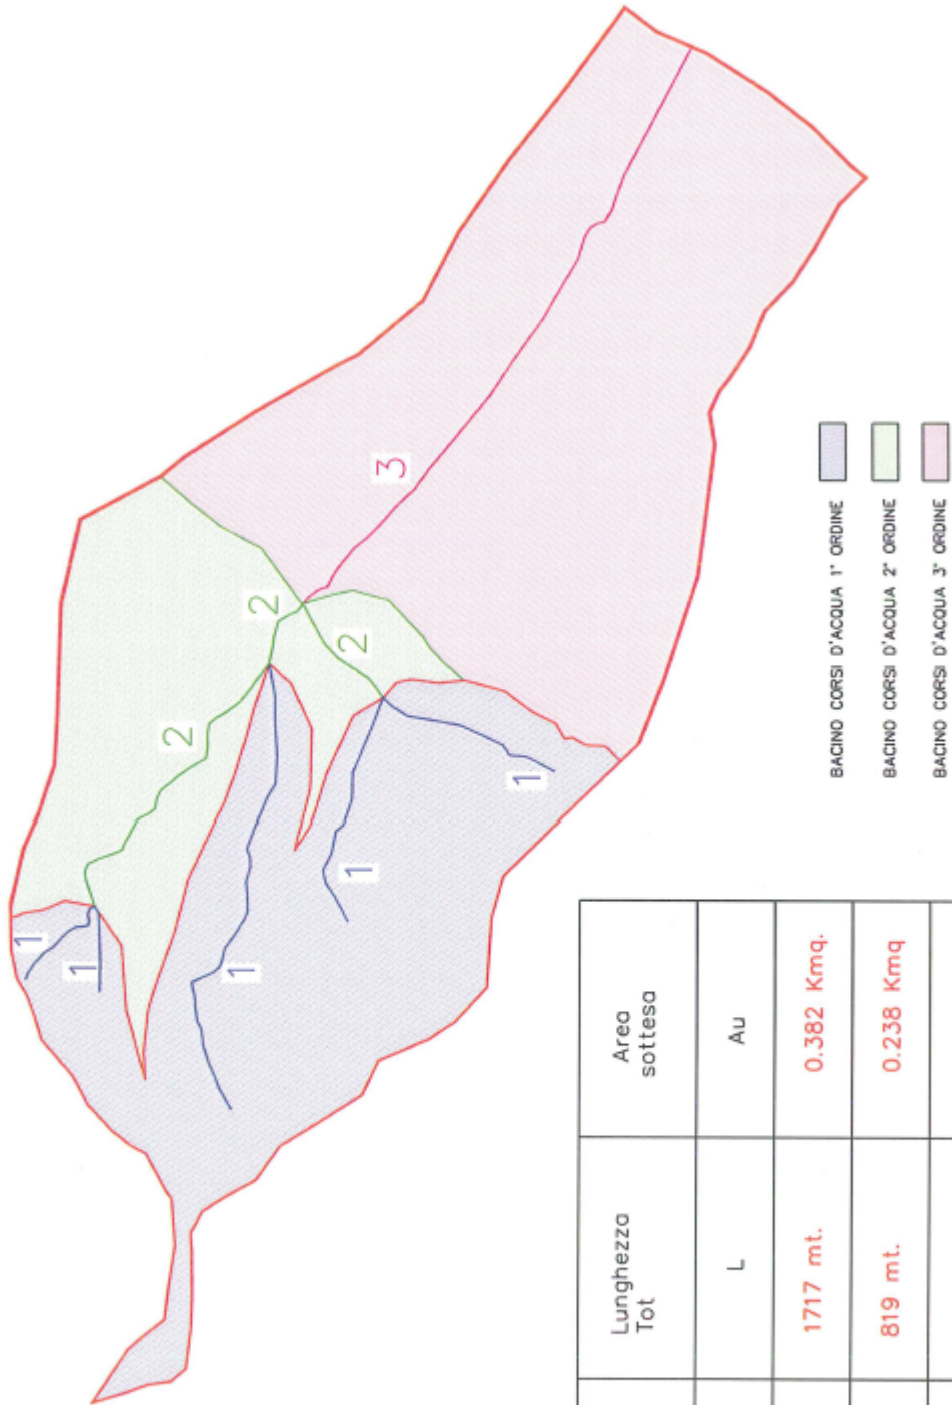 1
1
1
1
1
2
2
2
3
BACINO CORSI D'ACQUA 1° ORDINE
BACINO CORSI D'ACQUA 2° ORDINE
BACINO CORSI D'ACQUA 3° ORDINE
Lunghezza Tot
Area sottesa
L
Au
1717 mt.
0.382 Kmq.
819 mt.
0.238 Kmq